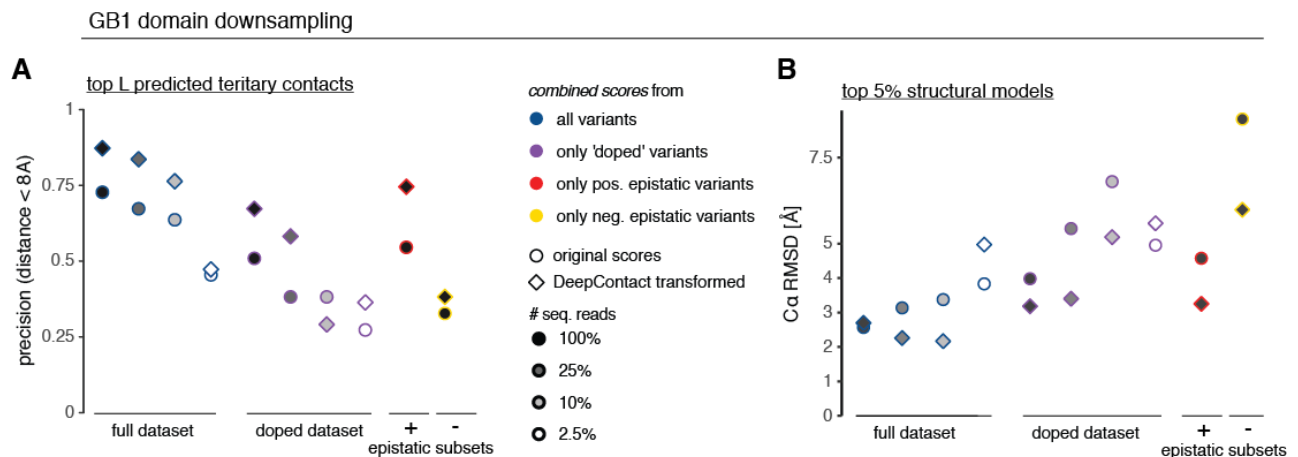 GB1 domain downsampling
A
top L predicted teritary contacts
precision (distance < 8A)
1
0.75
0.5
0.25
0
full dataset
doped dataset
+
-
epistatic subsets
combined scores from
all variants
only 'doped' variants
only pos. epistatic variants
only neg. epistatic variants
original scores
DeepContact transformed
# seq. reads
100%
25%
10%
2.5%
B
top 5% structural models
Cα RMSD [Å]
7.5
5
4
3
2
1
0
full dataset
doped dataset
+
-
epistatic subsets